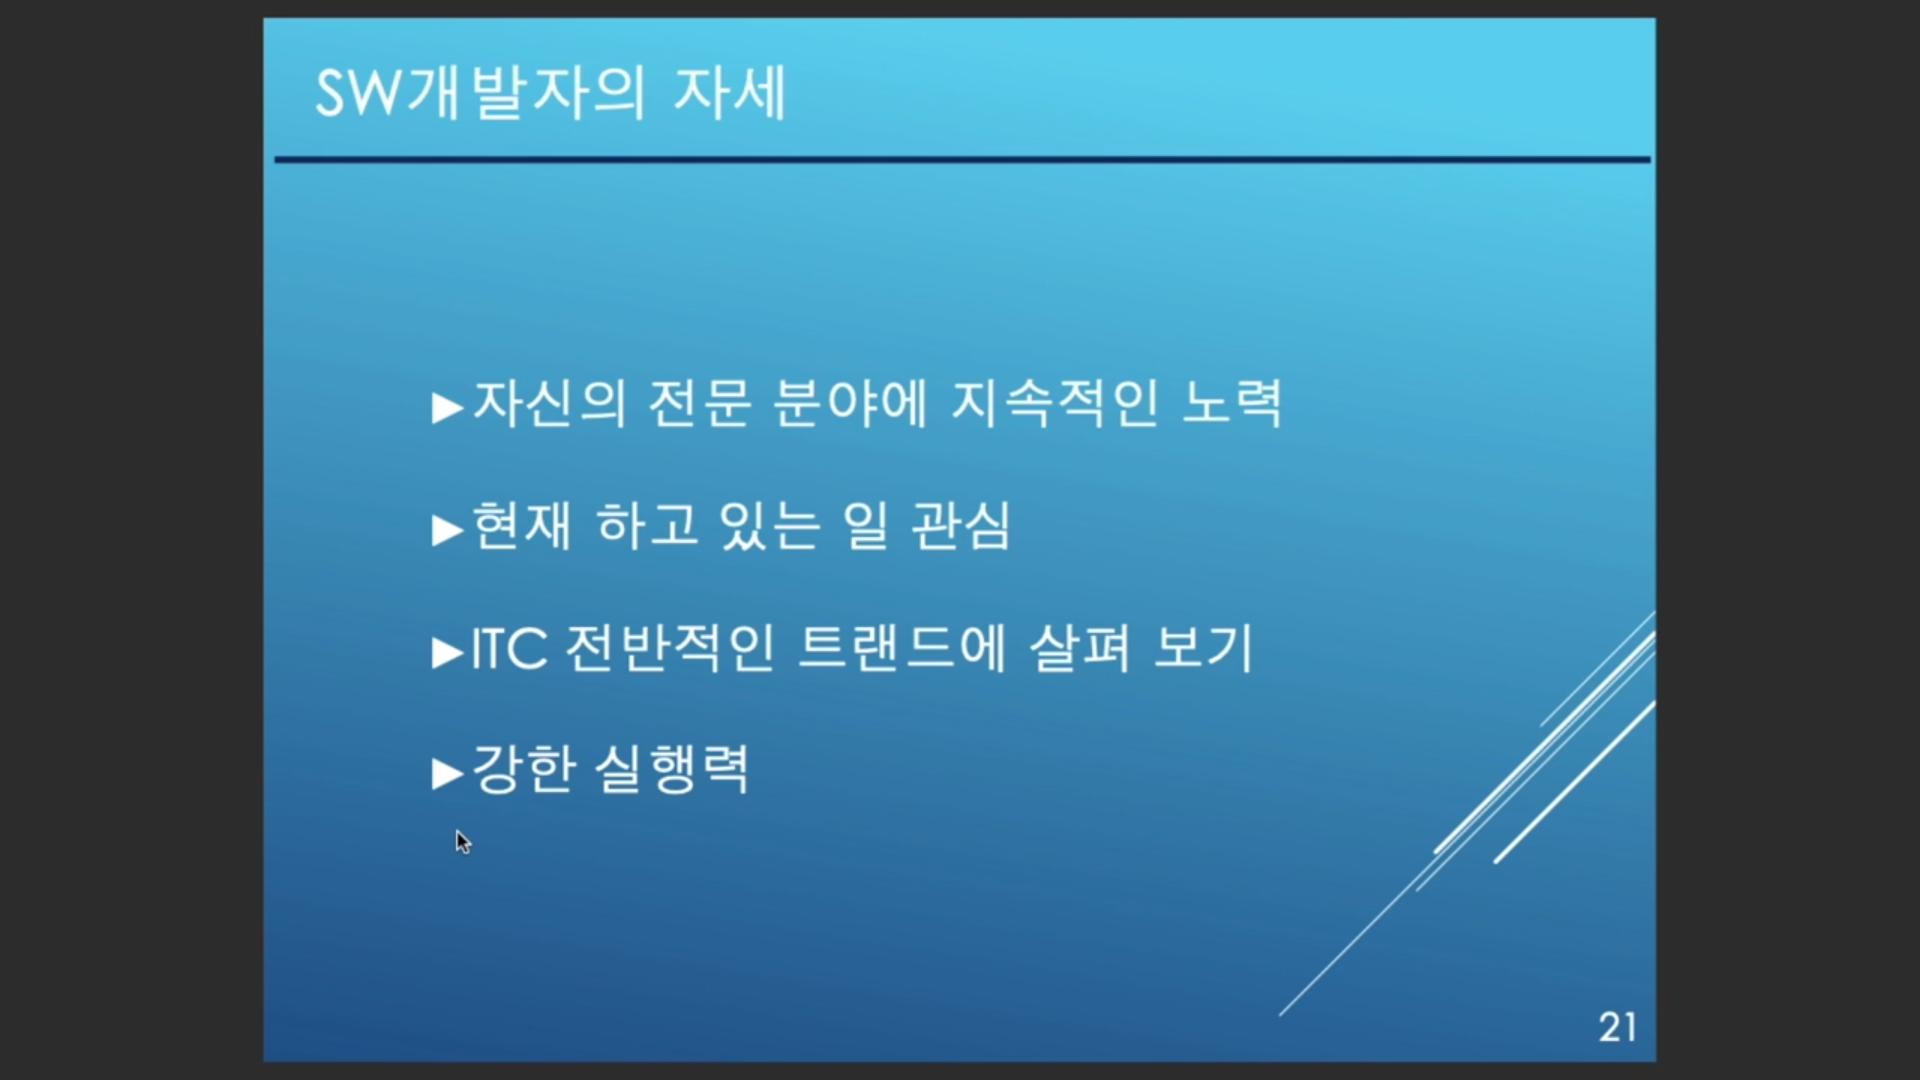 SW개발자의 자세
▶자신의 전문 분야에 지속적인 노력
▶현재 하고 있는 일 관심
▶ITC 전반적인 트랜드에 살펴 보기
▶강한 실행력
21